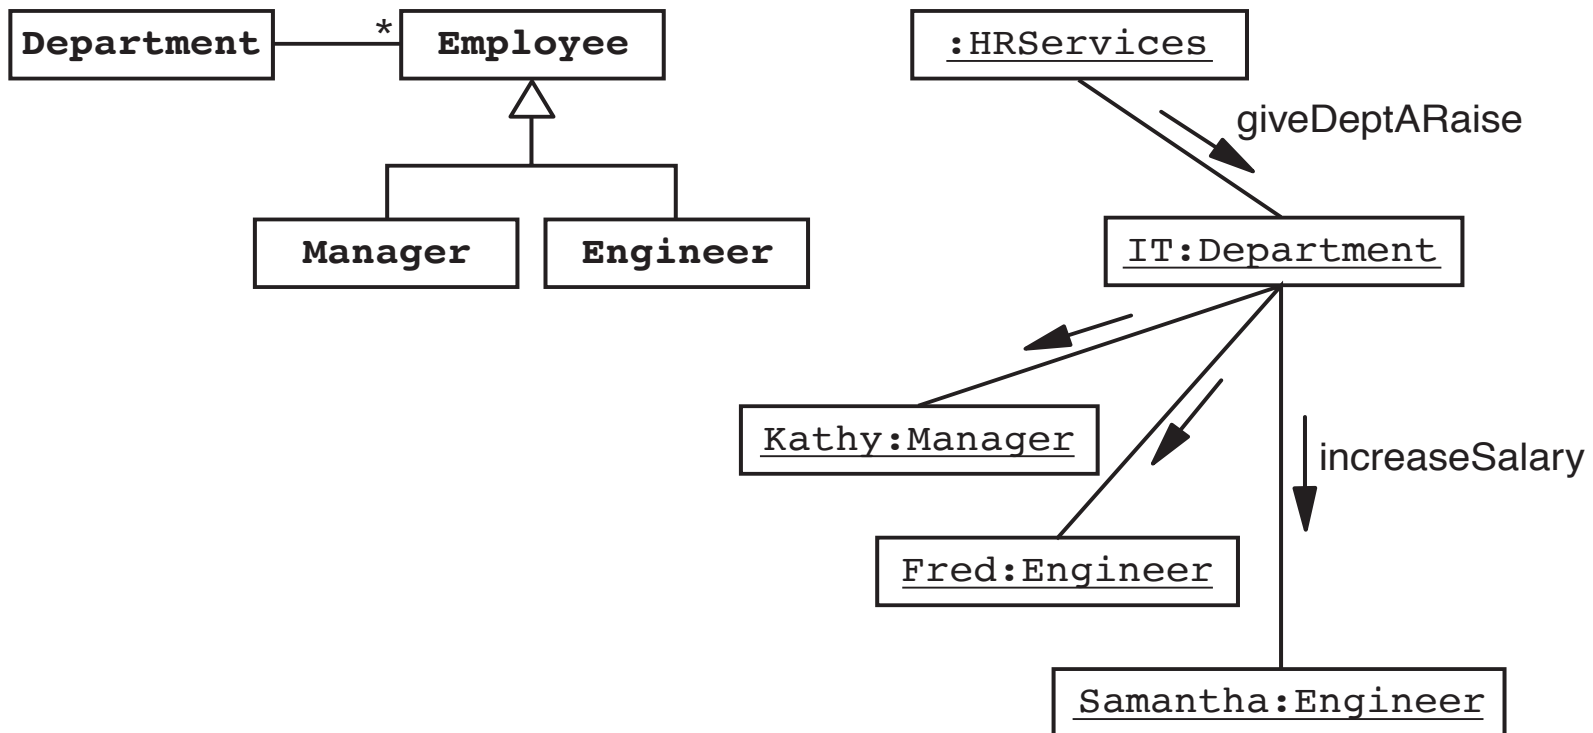 Department
*
Employee
Manager
Engineer
:HRServices
giveDeptARaise
IT:Department
Kathy:Manager
increaseSalary
Fred:Engineer
Samantha:Engineer